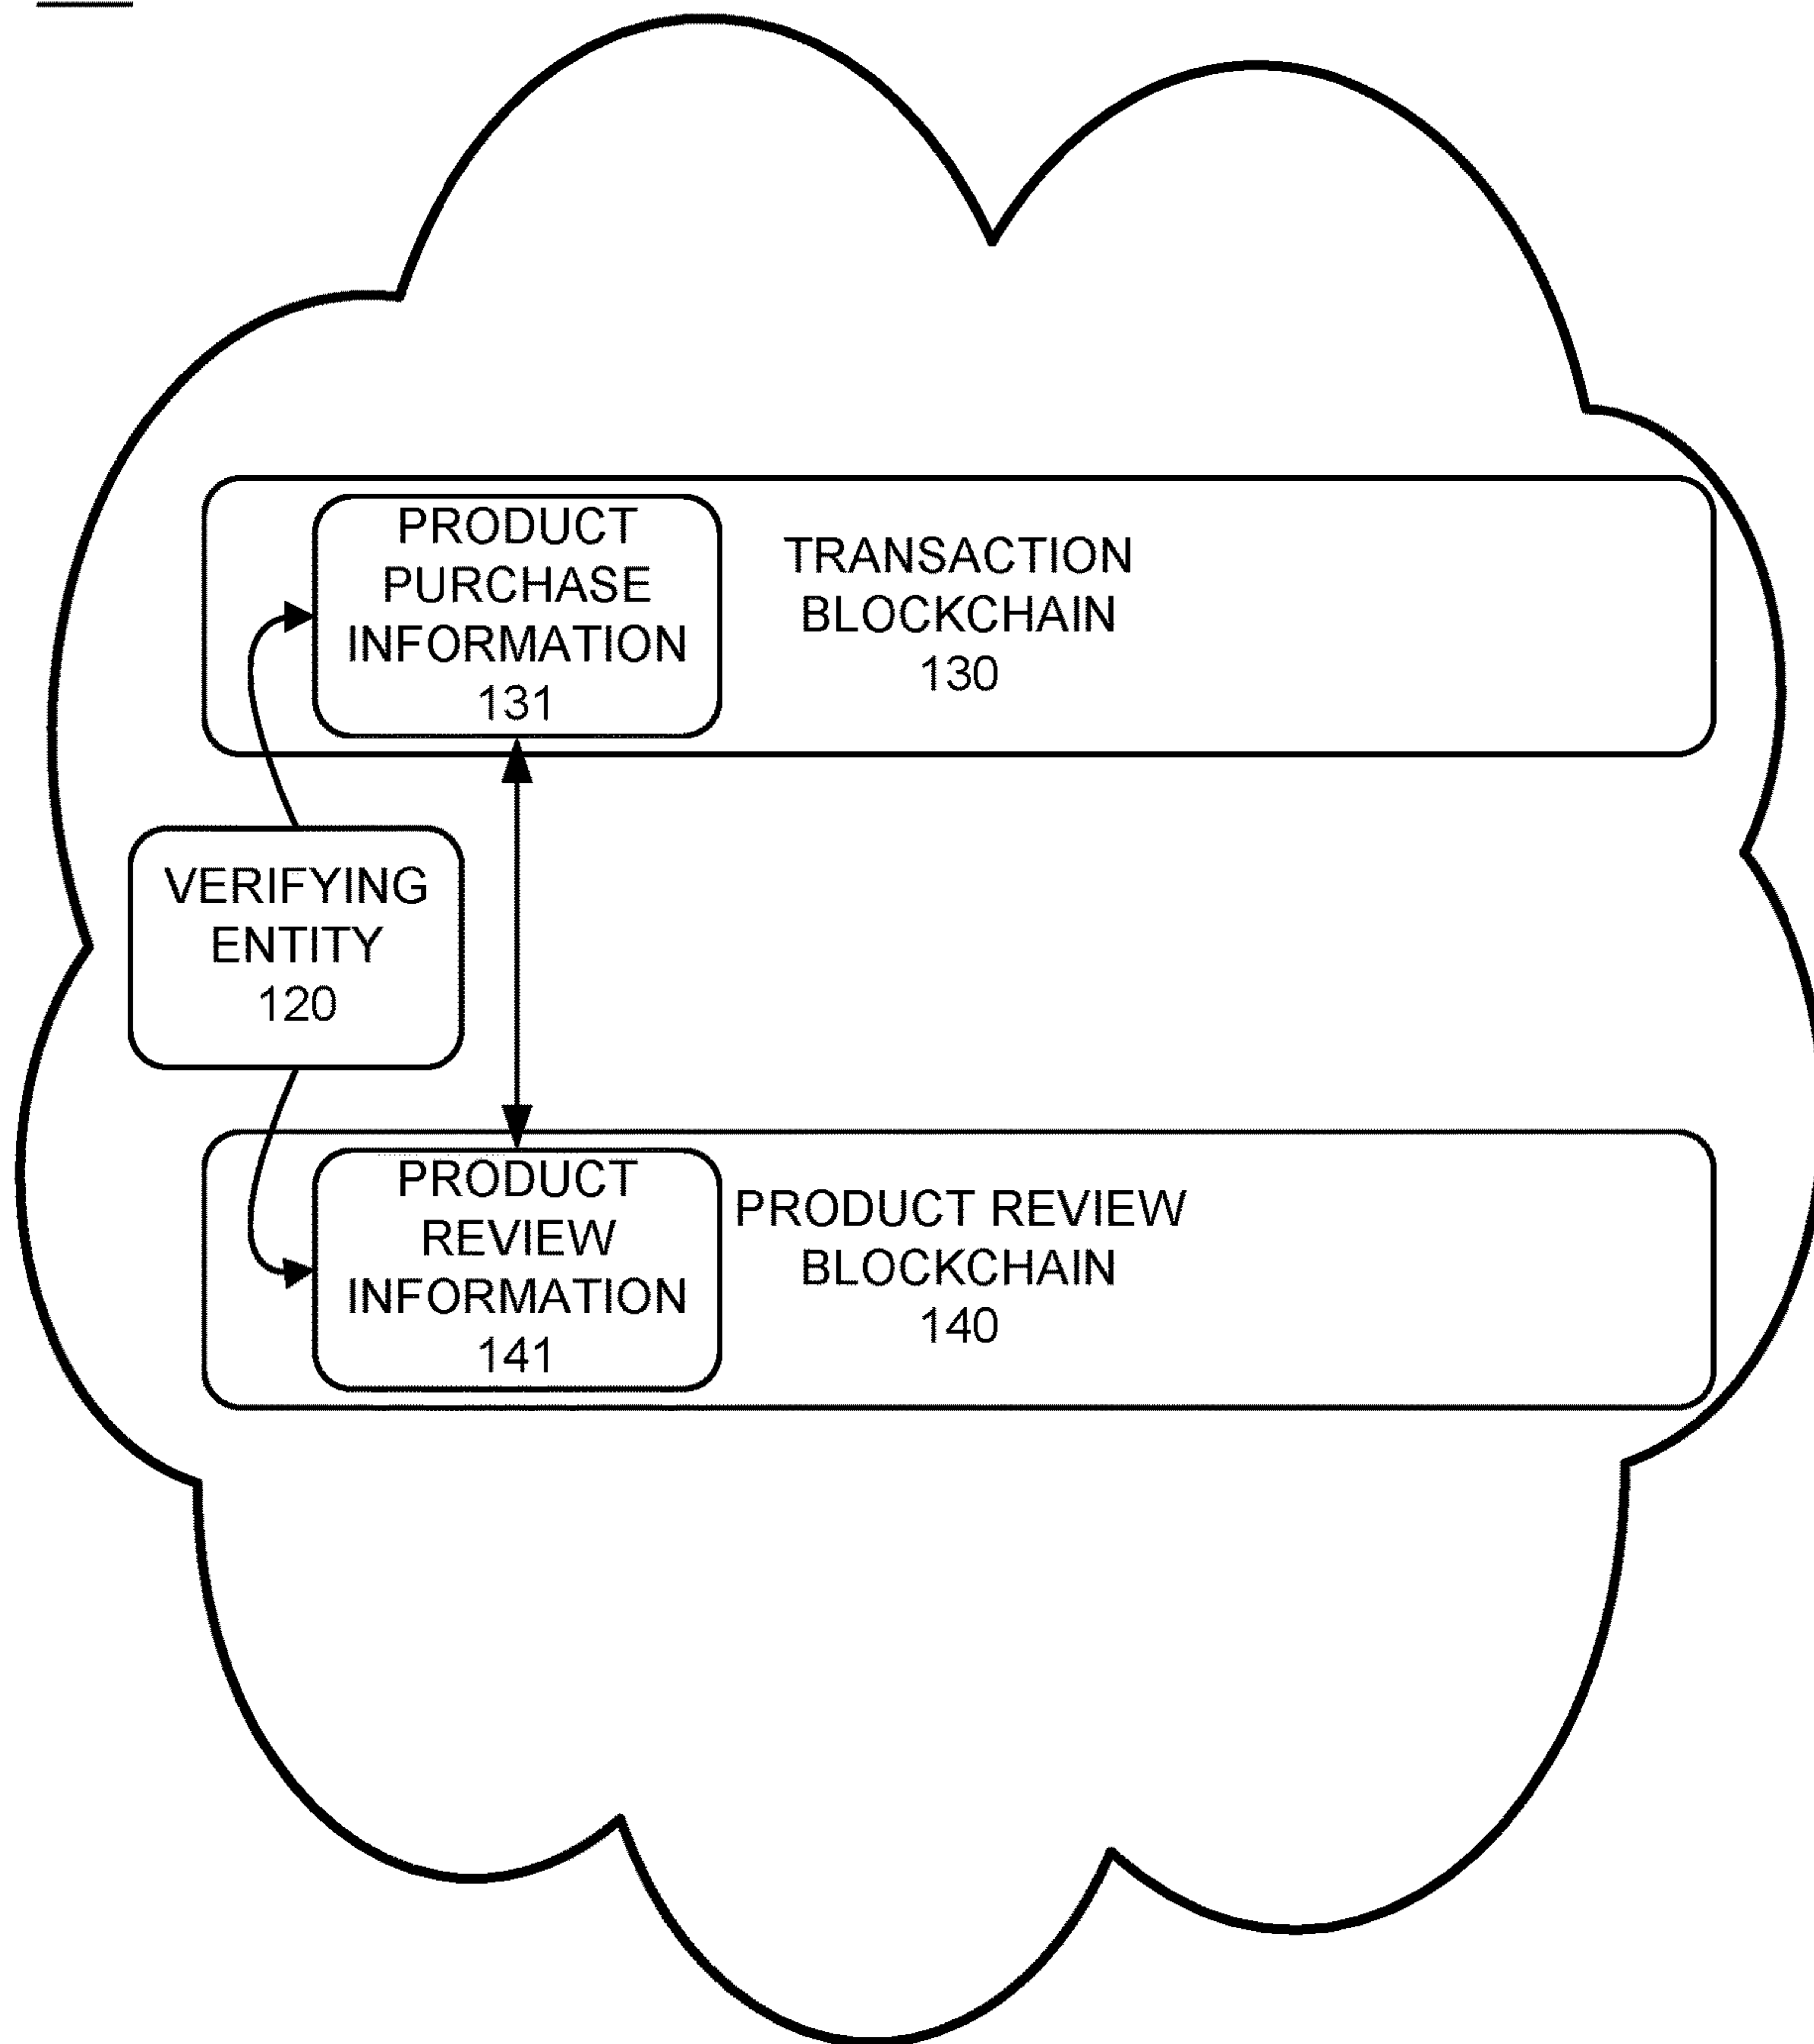 PRODUCT
PURCHASE
INFORMATION
131
TRANSACTION
BLOCKCHAIN
130
VERIFYING
ENTITY
120
PRODUCT
REVIEW
INFORMATION
141
PRODUCT REVIEW
BLOCKCHAIN
140